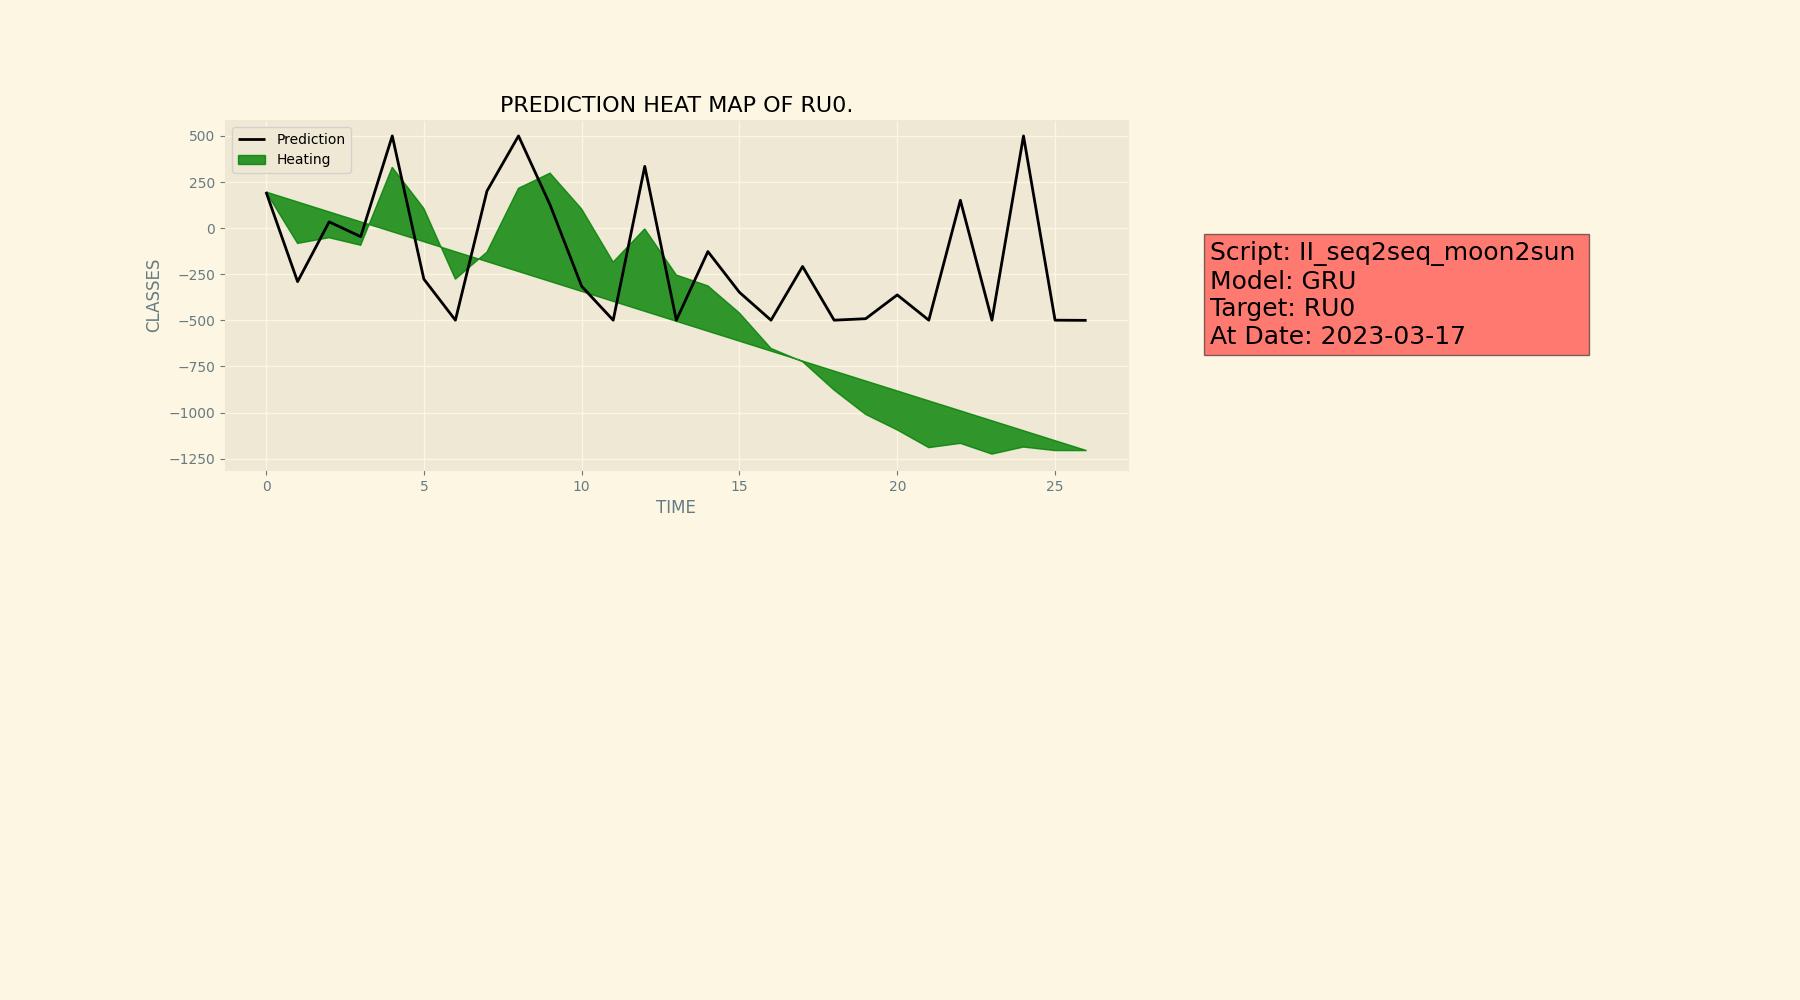 PREDICTION HEAT MAP OF RU0.
Prediction
Heating
500
250
0
−250
−500
−750
−1000
−1250
CLASSES
0 5 10 15 20 25
TIME
Script: II_seq2seq_moon2sun
Model: GRU
Target: RU0
At Date: 2023-03-17